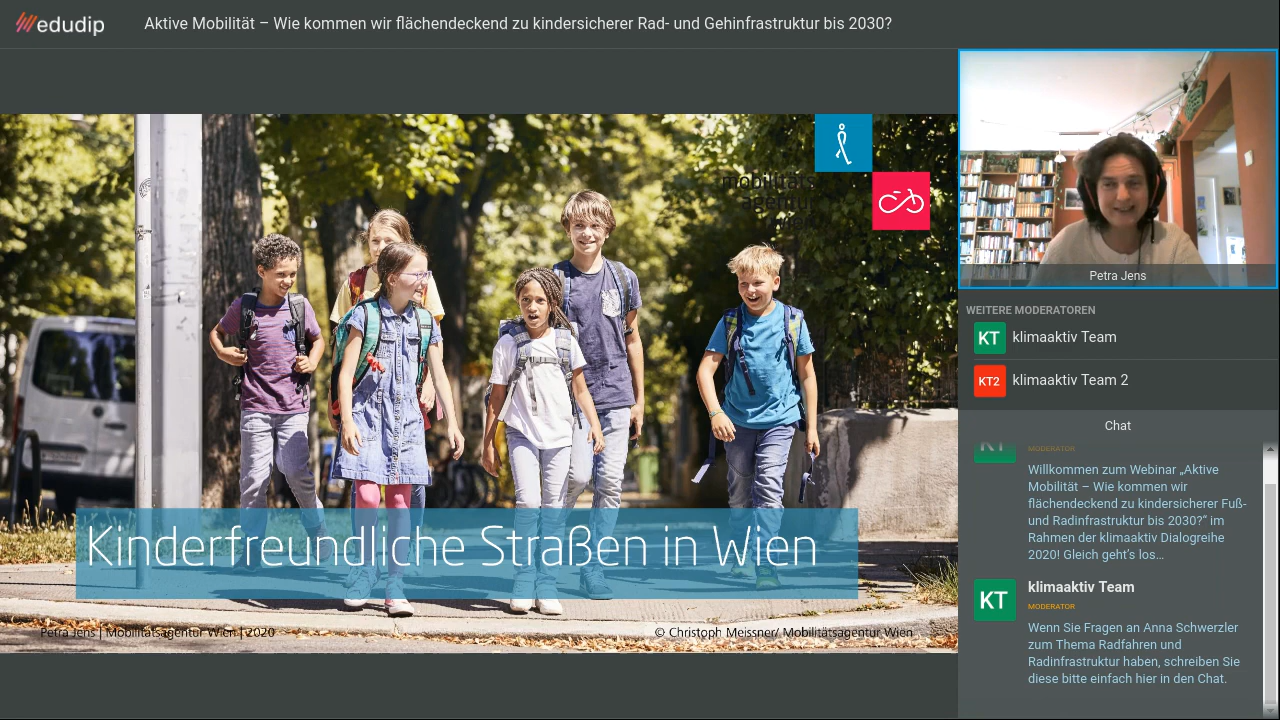 edudip
Aktive Mobilität – Wie kommen wir flächendeckend zu kindersicherer Rad- und Gehnfrastruktur bis 2030?
mobilitäts
agentur
Kinderfreundliche Straßen in Wien
Petra Jens | Mobilitätsagentur Wien | 2020
© Christoph Meissner/ Mobilitätsagentur Wien
Petra Jens
WEITERE MODERATOREN
KT
klimaaktiv Team
KT2
klimaaktiv Team 2
Chat
KT
MODERATOR
Willkommen zum Webinar „Aktive
Mobilität – Wie kommen wir
flächendeckend zu kindersicherer Fuß-
und Radinfrastruktur bis 2030?“ im
Rahmen der klimaaktiv Dialogreihe
2020! Gleich geht's los...
KT
klimaaktiv Team
MODERATOR
Wenn Sie Fragen an Anna Schwerzler
zum Thema Radfahren und
Radinfrastruktur haben, schreiben Sie
diese bitte einfach hier in den Chat.